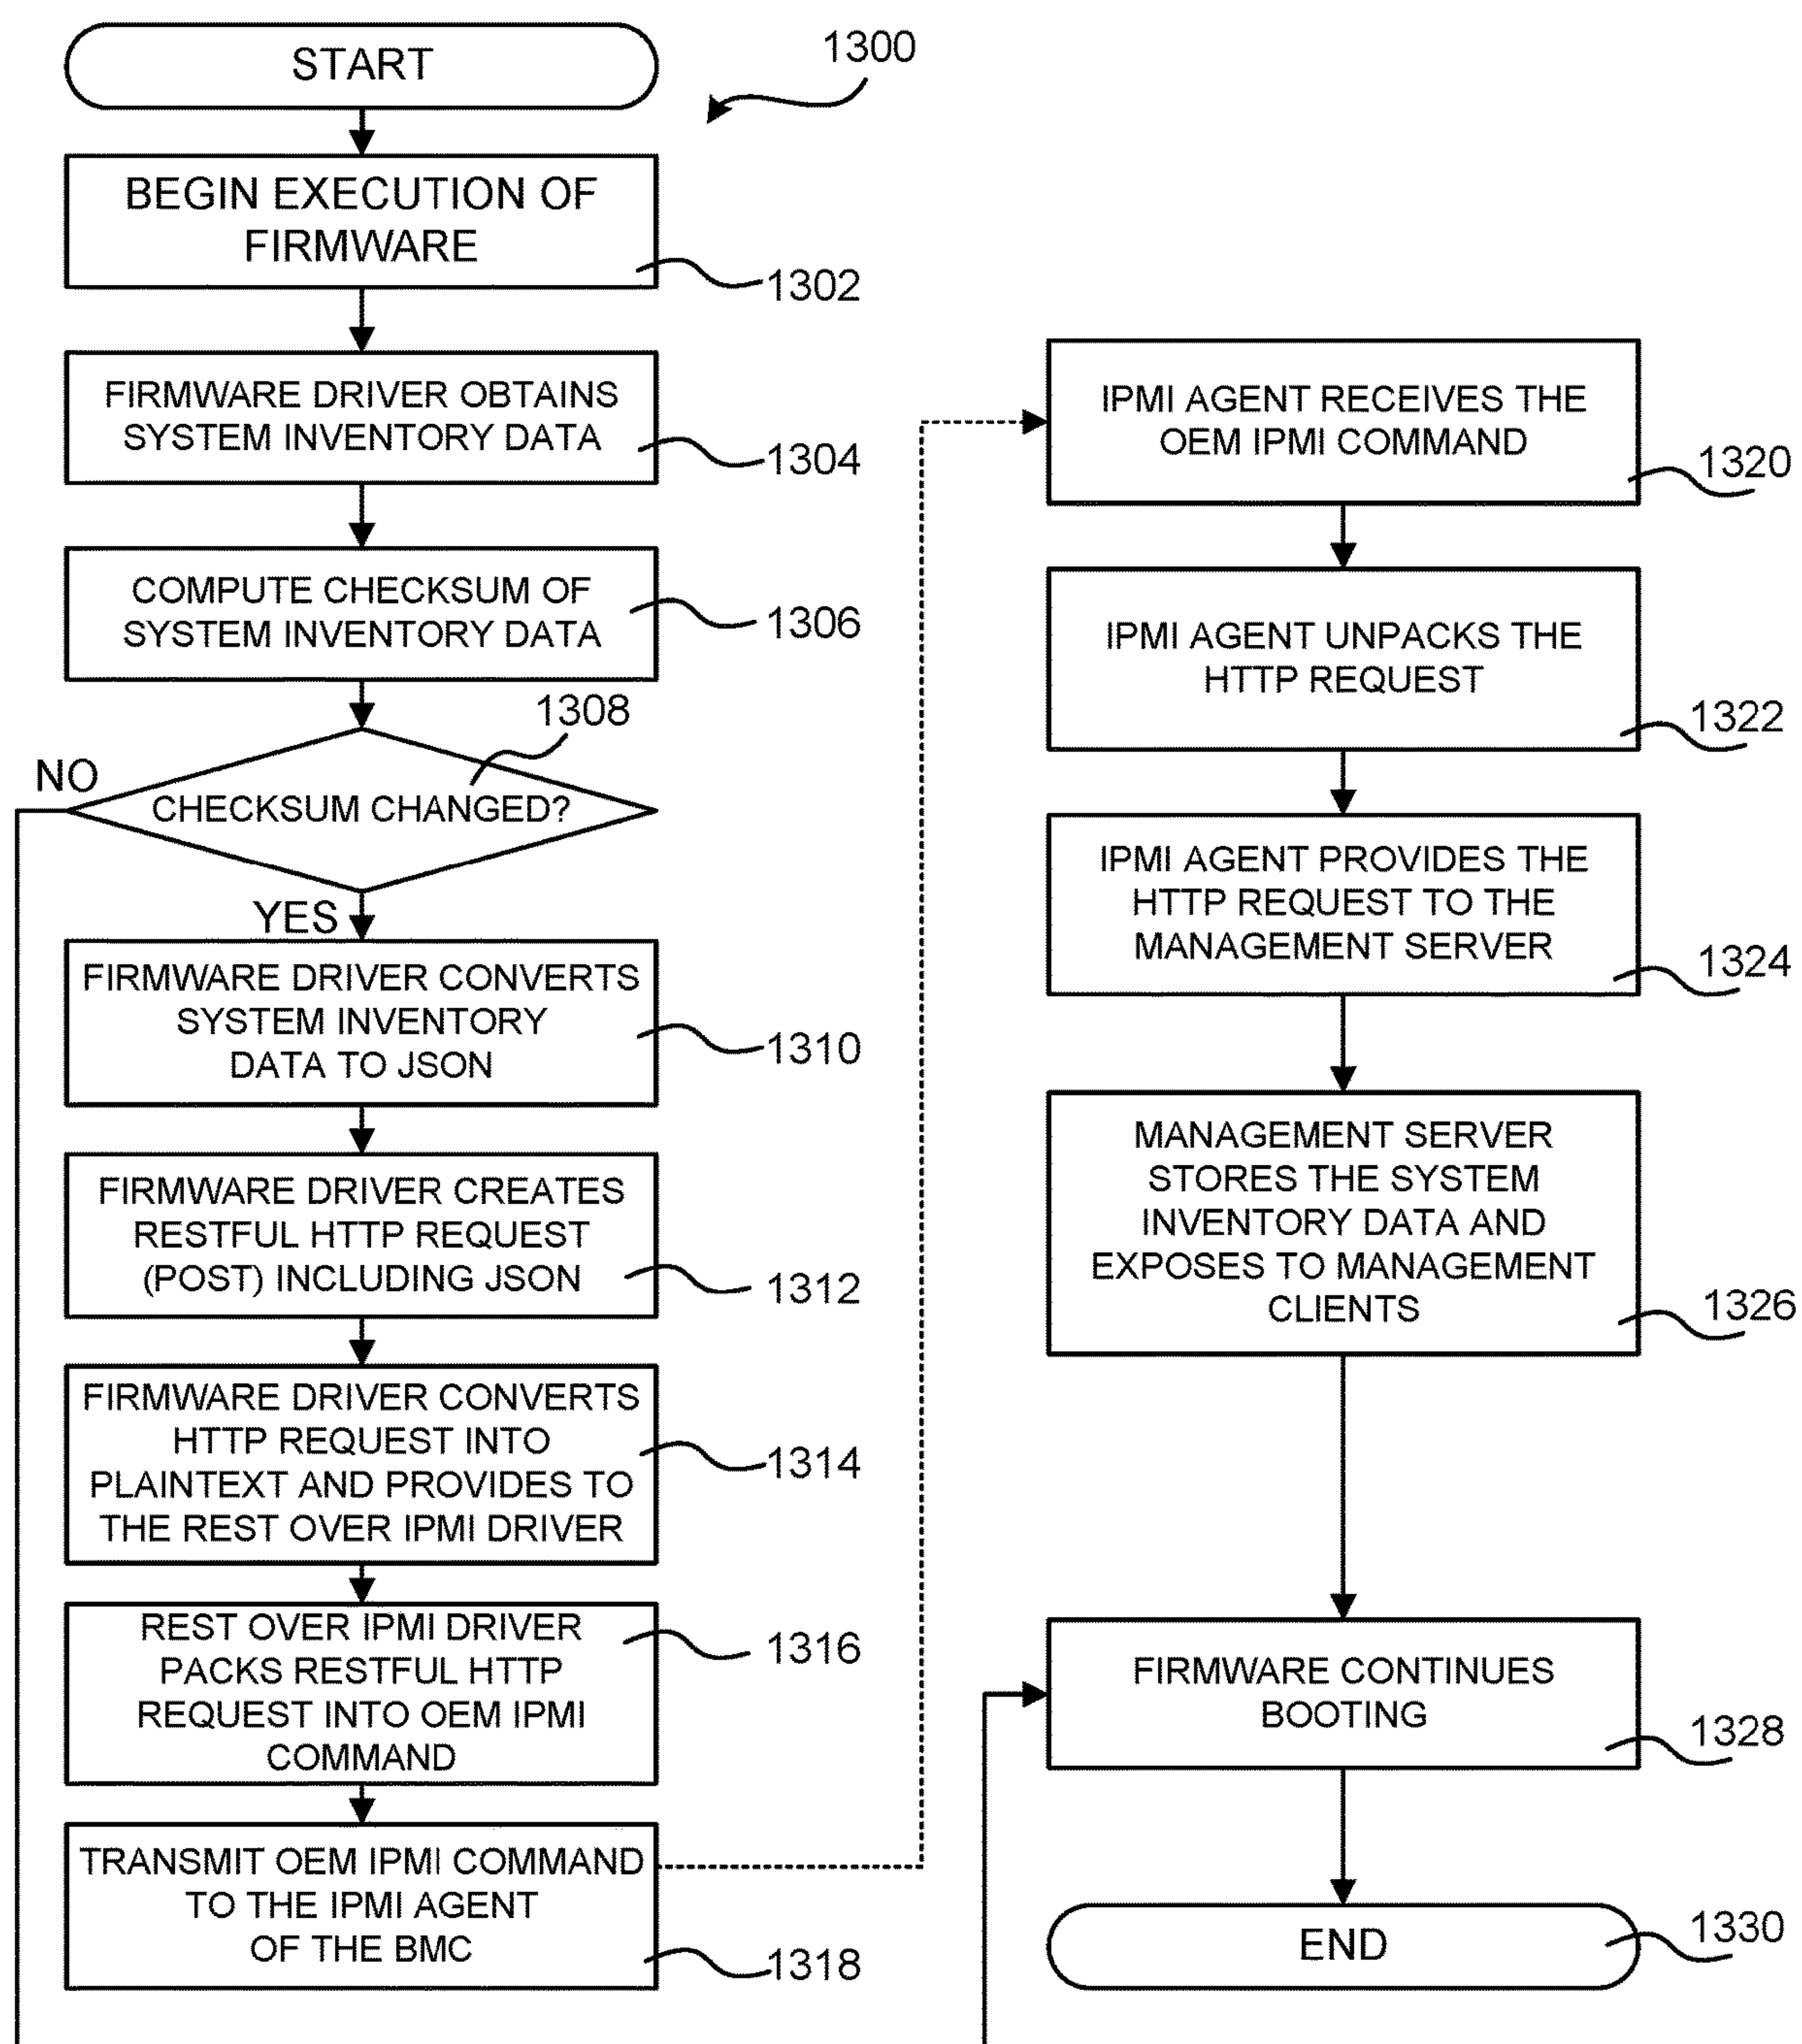 START
1300
BEGIN EXECUTION OF
FIRMWARE
1302
FIRMWARE DRIVER OBTAINS
SYSTEM INVENTORY DATA
1304
COMPUTE CHECKSUM OF
SYSTEM INVENTORY DATA
1306
1308
NO
CHECKSUM CHANGED?
YES
FIRMWARE DRIVER CONVERTS
SYSTEM INVENTORY
DATA TO JSON
1310
FIRMWARE DRIVER CREATES
RESTFUL HTTP REQUEST
(POST) INCLUDING JSON
1312
FIRMWARE DRIVER CONVERTS
HTTP REQUEST INTO
PLAINTEXT AND PROVIDES TO
THE REST OVER IPMI DRIVER
1314
REST OVER IPMI DRIVER
PACKS RESTFUL HTTP
REQUEST INTO OEM IPMI
COMMAND
1316
TRANSMIT OEM IPMI COMMAND
TO THE IPMI AGENT
OF THE BMC
1318
IPMI AGENT RECEIVES THE
OEM IPMI COMMAND
1320
IPMI AGENT UNPACKS THE
HTTP REQUEST
1322
IPMI AGENT PROVIDES THE
HTTP REQUEST TO THE
MANAGEMENT SERVER
1324
MANAGEMENT SERVER
STORES THE SYSTEM
INVENTORY DATA AND
EXPOSES TO MANAGEMENT
CLIENTS
1326
FIRMWARE CONTINUES
BOOTING
1328
END
1330